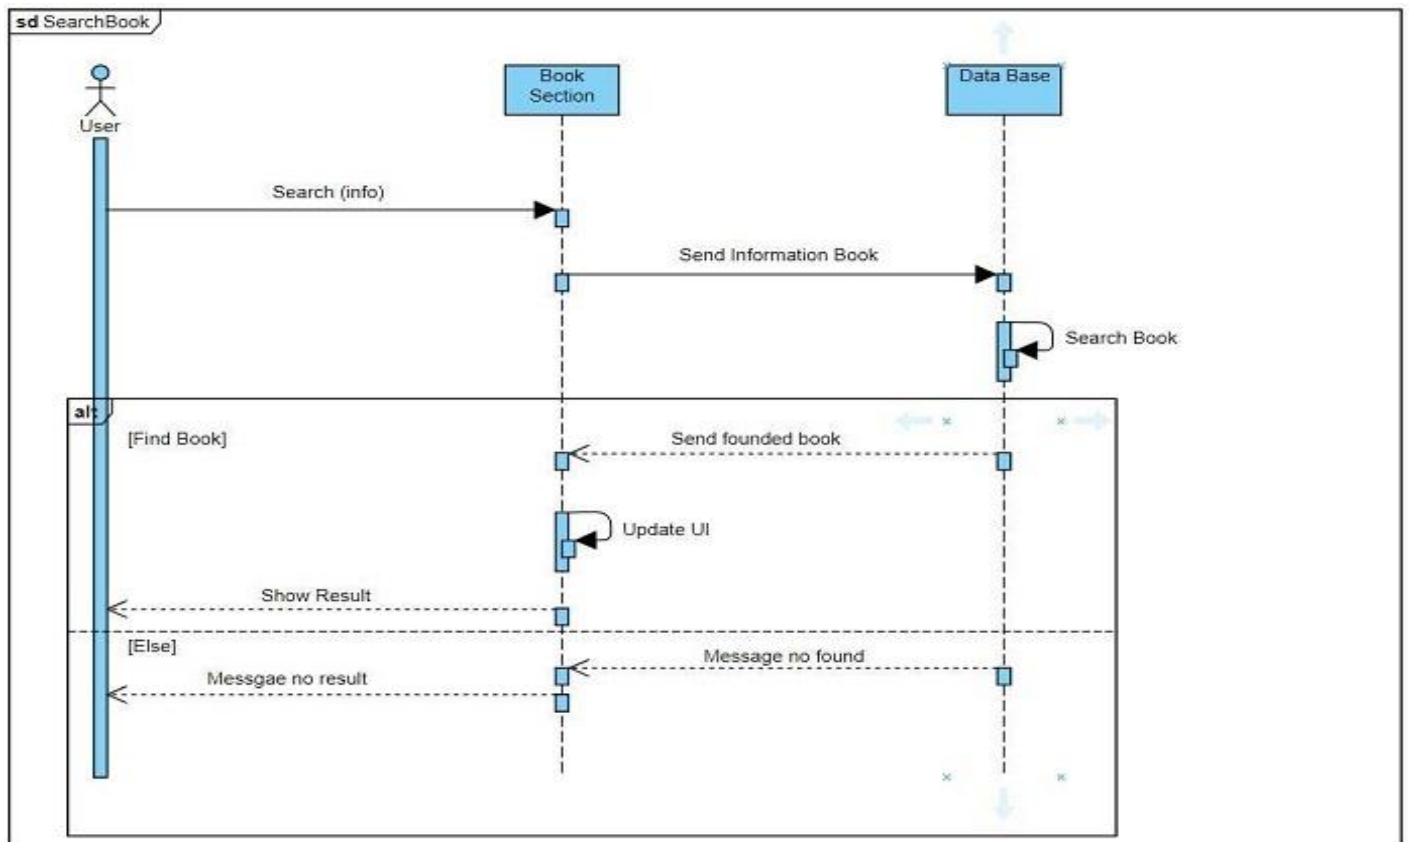 sd SearchBook
User
Book
Section
Data Base
Search (info)
Send Information Book
Search Book
alt
[Find Book]
Send founded book
Update UI
Show Result
[Else]
Message no found
Messgae no result